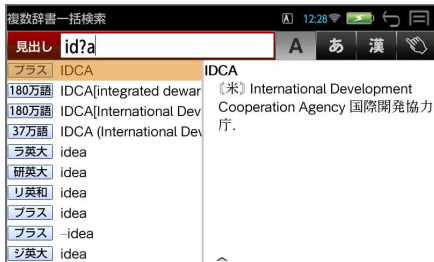 複数辞書一括検索 A 12:28
見出し id?a A あ 漢
プラス IDCA
180万語 IDCA[integrated dewar
180万語 IDCA[International Dev
37万語 IDCA (International Dev
ラ英大 idea
研英大 idea
リ英和 idea
プラス idea
プラス –idea
ジ英大 idea
IDCA
〘米〙 International Development
Cooperation Agency 国際開発協力
庁.